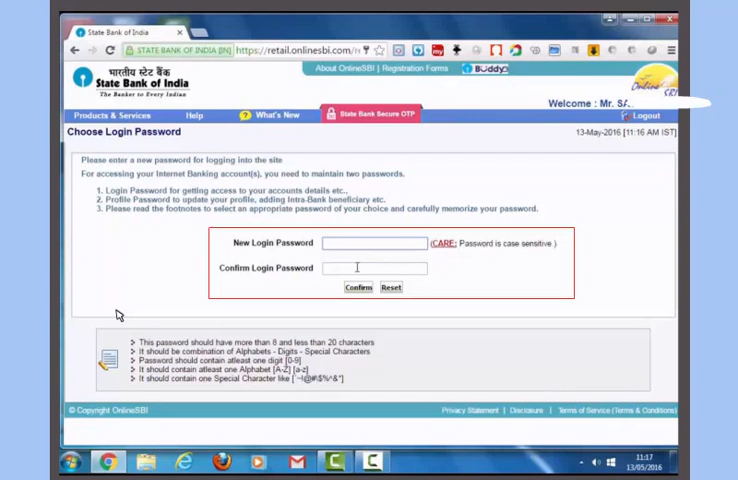 State Bank of India
STATE BANK OF INDIA [IN] https://retail.onlinesbi.com/re
About OnlineSBI | Registration Forms Buddy
भारतीय स्टेट बैंक
State Bank of India
The Banker to Every Indian
Online SBI
Welcome : Mr. SA
Products & Services Help ? What's New State Bank Secure OTP Logout
Choose Login Password 13-May-2016 [11:16 AM IST]
Please enter a new password for logging into the site
For accessing your Internet Banking account(s), you need to maintain two passwords.
1. Login Password for getting access to your accounts details etc.,
2. Profile Password to update your profile, adding Intra-Bank beneficiary etc.
3. Please read the footnotes to select an appropriate password of your choice and carefully memorize your password.
New Login Password (CARE: Password is case sensitive.)
Confirm Login Password
Confirm Reset
This password should have more than 8 and less than 20 characters
It should be combination of Alphabets - Digits - Special Characters
Password should contain atleast one digit [0-9]
It should contain atleast one Alphabet [A-Z] [a-z]
It should contain one Special Character like [`~!@#\$%^&*]
© Copyright OnlineSBI Privacy Statement | Disclosure | Terms of Service (Terms & Conditions)
11:17
13/05/2016